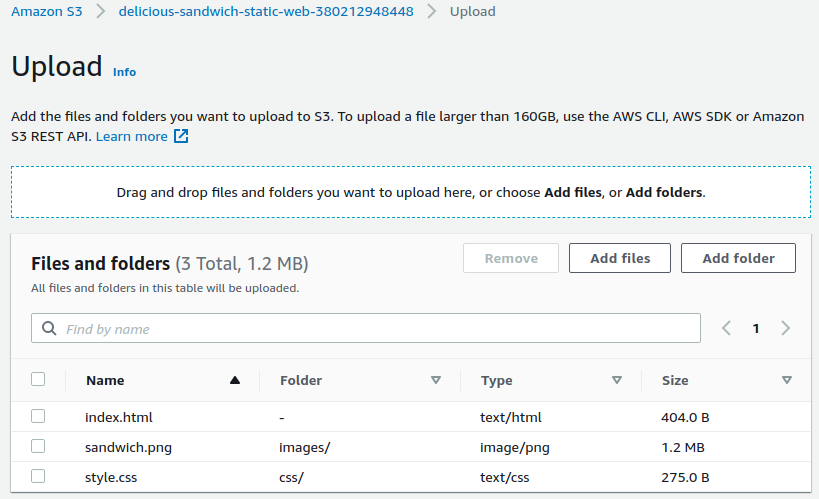 Amazon S3 > delicious-sandwich-static-web-380212948448 > Upload
Upload Info
Add the files and folders you want to upload to S3. To upload a file larger than 160GB, use the AWS CLI, AWS SDK or Amazon
S3 REST API. Learn more
Drag and drop files and folders you want to upload here, or choose Add files, or Add folders.
Files and folders (3 Total, 1.2 MB) Remove Add files Add folder
All files and folders in this table will be uploaded.
Find by name 1
Name Folder Type Size
index.html - text/html 404.0 B
sandwich.png images/ image/png 1.2 MB
style.css css/ text/css 275.0 B